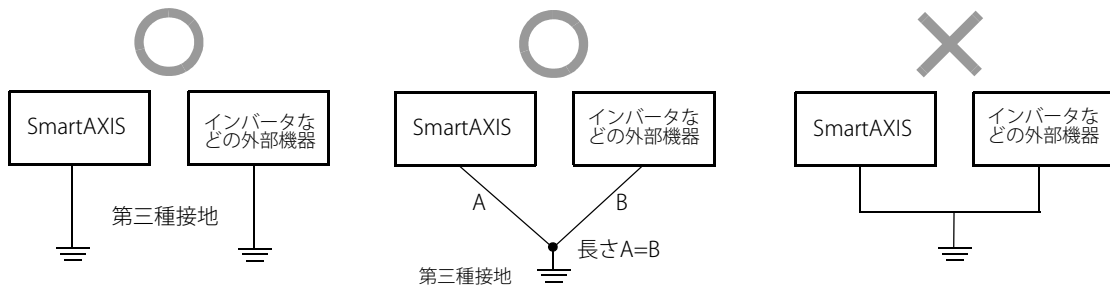 SmartAXIS
インバータな
どの外部機器
第三種接地
SmartAXIS
インバータな
どの外部機器
A
B
長さA=B
第三種接地
SmartAXIS
インバータな
どの外部機器